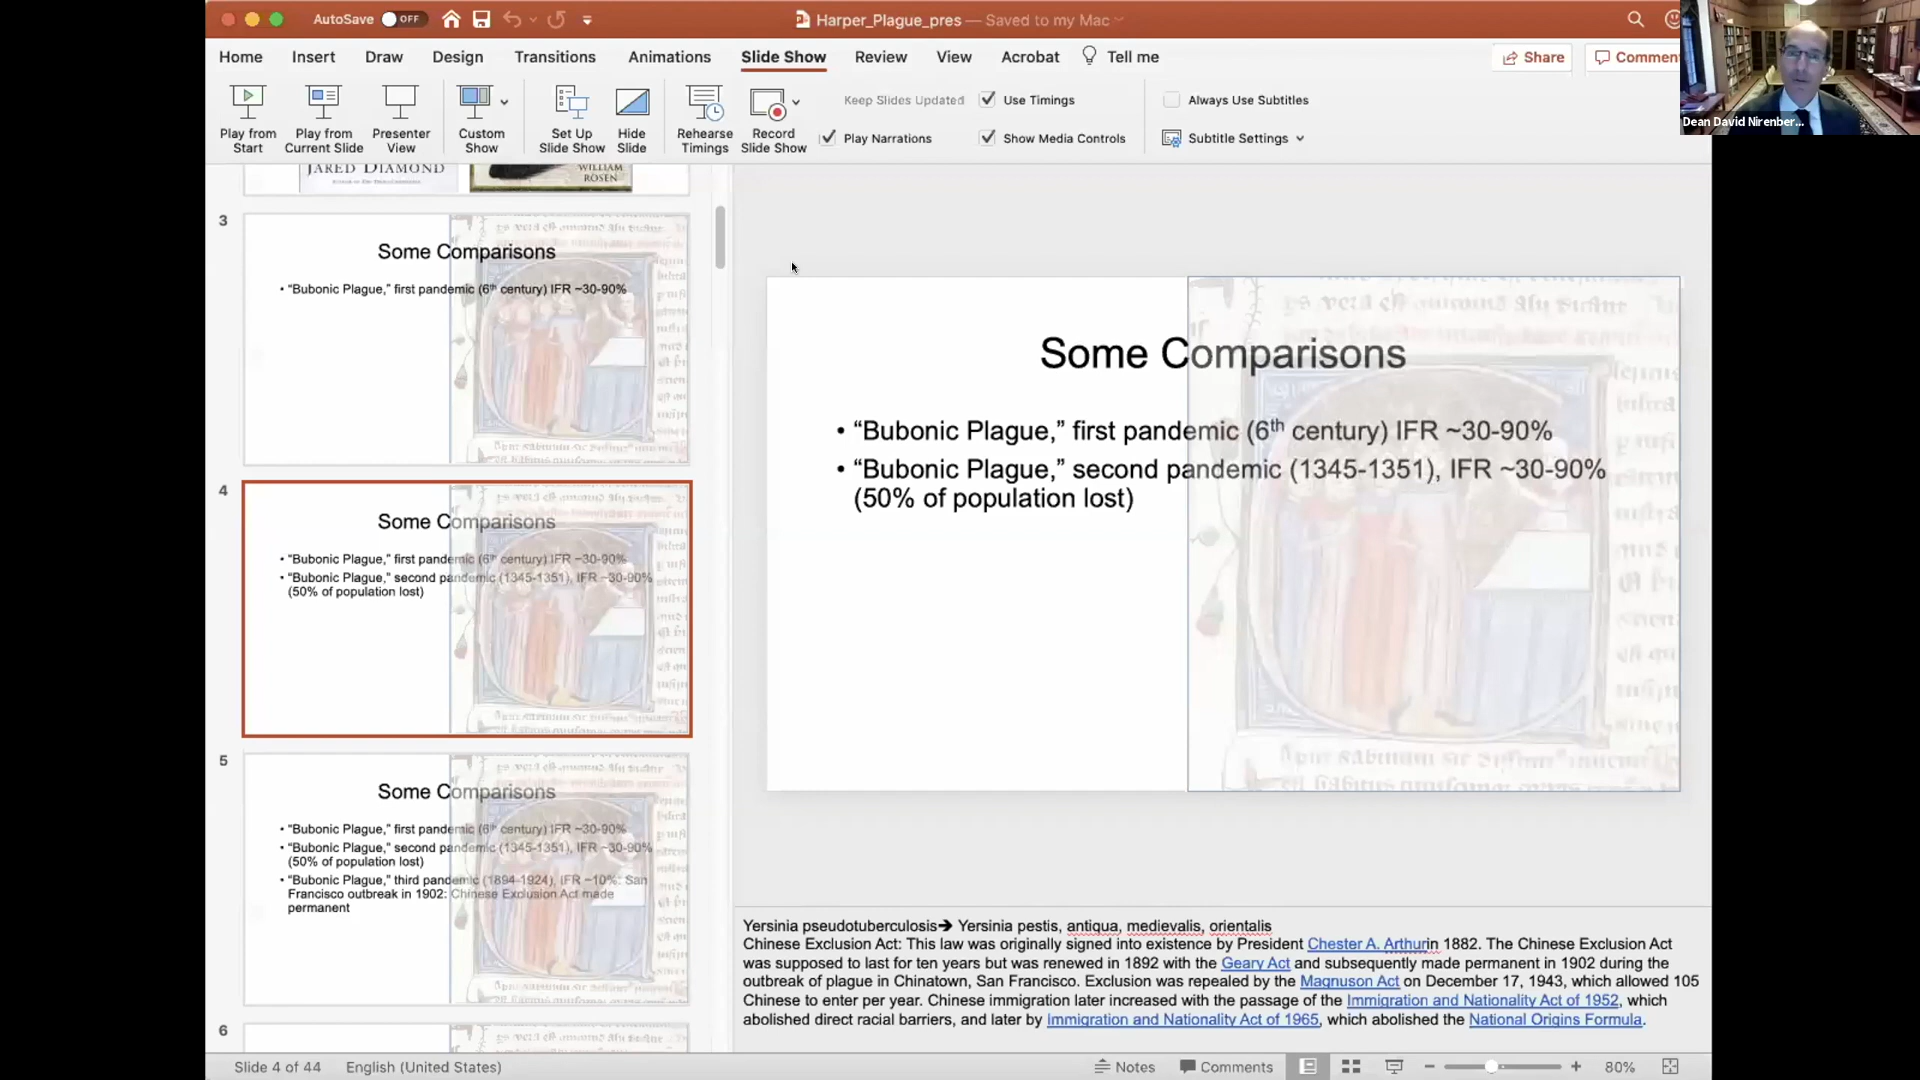 AutoSave OFF
Harper_Plague_pres — Saved to my Mac
Home Insert Draw Design Transitions Animations Slide Show Review View Acrobat Tell me
Share Commen
Play from Start
Play from Current Slide
Presenter View
Custom Show
Set Up Slide Show
Hide Slide
Rehearse Timings
Record Slide Show
Keep Slides Updated
Use Timings
Play Narrations
Show Media Controls
Always Use Subtitles
Subtitle Settings
Dean David Nirenber...
JARED DIAMOND
WILLIAM
ROSEN
3
Some Comparisons
• “Bubonic Plague,” first pandemic (6th century) IFR ~30-90%
4
Some Comparisons
• “Bubonic Plague,” first pandemic (6th century) IFR ~30-90%
• “Bubonic Plague,” second pandemic (1345-1351), IFR ~30-90%
(50% of population lost)
5
Some Comparisons
• “Bubonic Plague,” first pandemic (6th century) IFR ~30-90%
• “Bubonic Plague,” second pandemic (1345-1351), IFR ~30-90%
(50% of population lost)
• “Bubonic Plague,” third pandemic (1894-1924), IFR ~10%: San
Francisco outbreak in 1902: Chinese Exclusion Act made
permanent
6
Some Comparisons
• “Bubonic Plague,” first pandemic (6th century) IFR ~30-90%
• “Bubonic Plague,” second pandemic (1345-1351), IFR ~30-90%
(50% of population lost)
Yersinia pseudotuberculosis➔ Yersinia pestis, antiqua, medievalis, orientalis
Chinese Exclusion Act: This law was originally signed into existence by President Chester A. Arthurin 1882. The Chinese Exclusion Act
was supposed to last for ten years but was renewed in 1892 with the Geary Act and subsequently made permanent in 1902 during the
outbreak of plague in Chinatown, San Francisco. Exclusion was repealed by the Magnuson Act on December 17, 1943, which allowed 105
Chinese to enter per year. Chinese immigration later increased with the passage of the Immigration and Nationality Act of 1952, which
abolished direct racial barriers, and later by Immigration and Nationality Act of 1965, which abolished the National Origins Formula.
Slide 4 of 44 English (United States) Notes Comments 80%